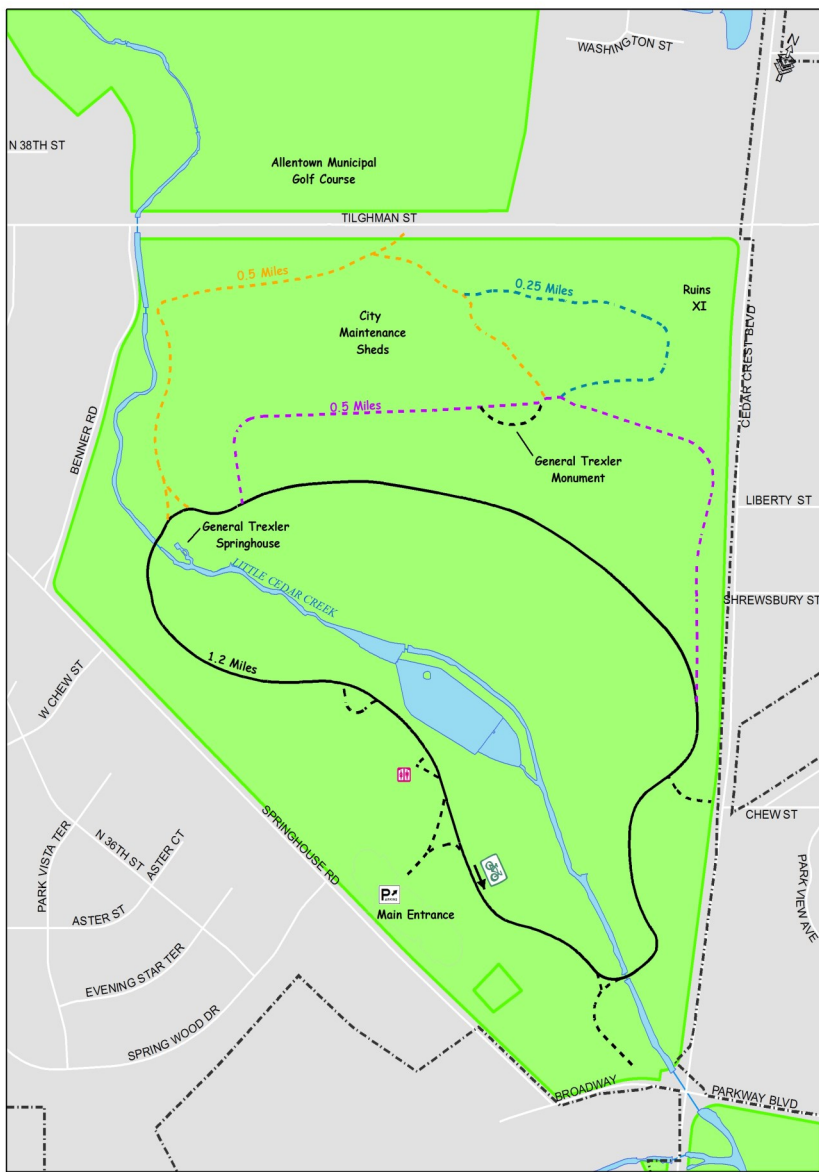 WASHINGTON ST
N
N 38TH ST
Allentown Municipal
Golf Course
TILGHMAN ST
0.5 Miles
0.25 Miles
Ruins
XI
City
Maintenance
Sheds
CEDAR CREST BLVD
BENNER RD
0.5 Miles
General Trexler
Monument
LIBERTY ST
General Trexler
Springhouse
LITTLE CEDAR CREEK
SHREWSBURY ST
1.2 Miles
W CHEW ST
CHEW ST
SPRINGHOUSE RD
N 36TH ST
PARK VISTA TER
ASTER CT
PARK VIEW AVE
P
Main Entrance
ASTER ST
EVENING STAR TER
SPRING WOOD DR
BROADWAY
PARKWAY BLVD